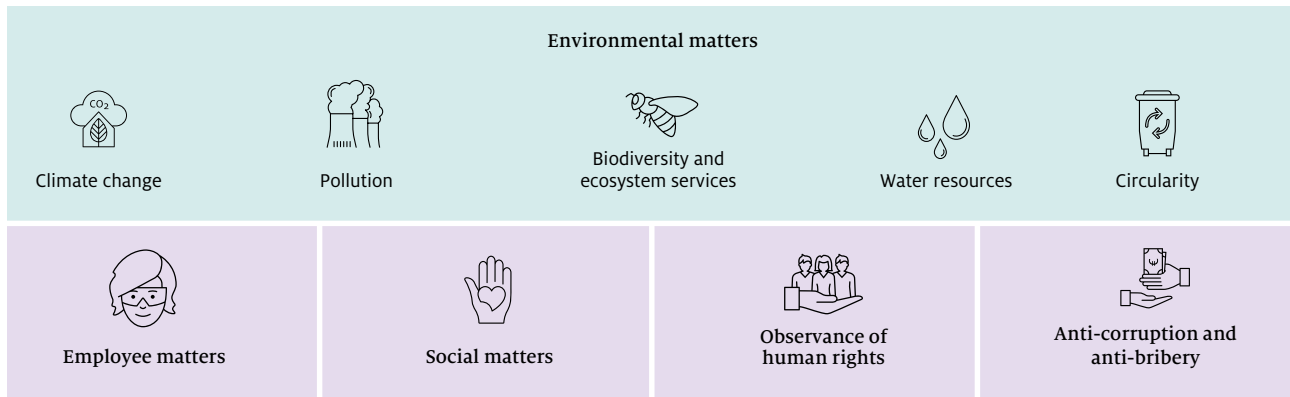 Environmental matters
CO₂
Climate change
Pollution
Biodiversity and
ecosystem services
Water resources
Circularity
Employee matters
Social matters
Observance of
human rights
Anti-corruption and
anti-bribery